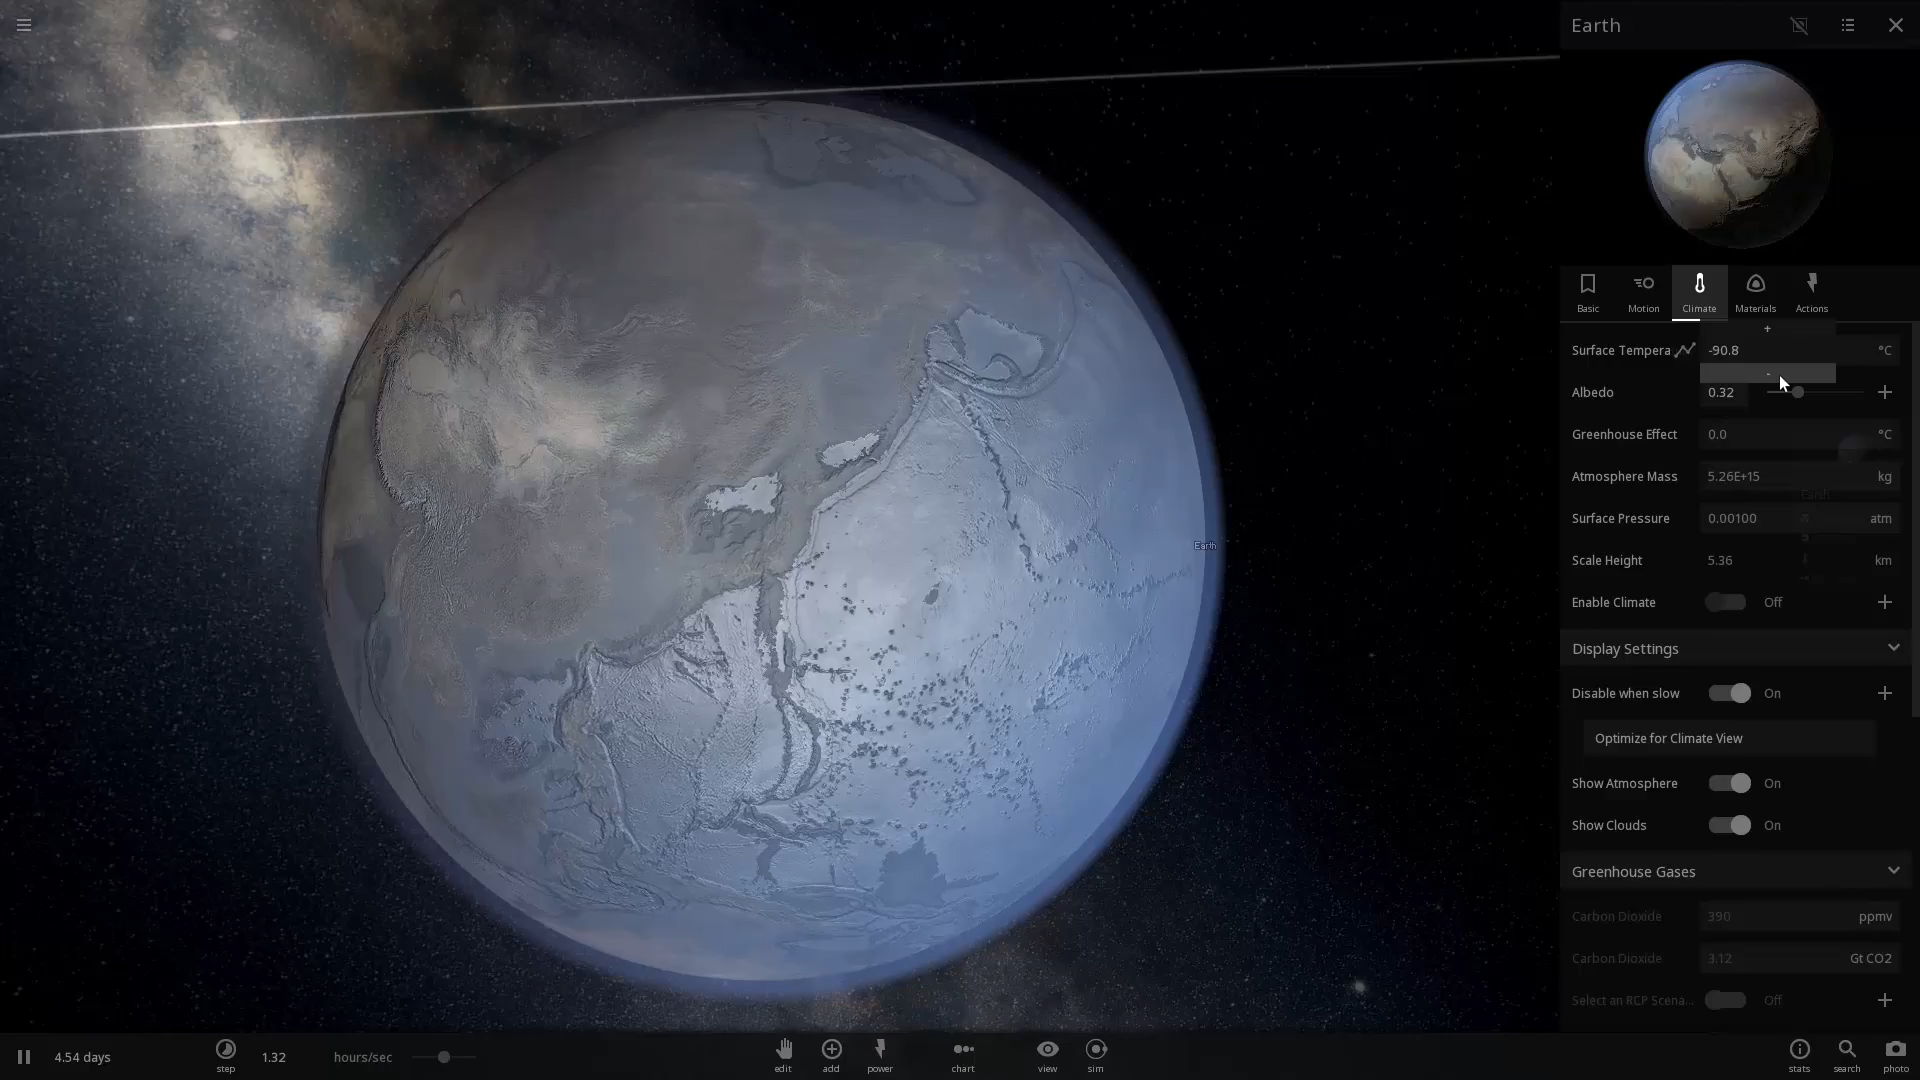 Earth
Basic
Motion
Climate
Materials
Actions
+
Surface Tempera -90.8 °C
-
Albedo 0.32 +
Greenhouse Effect 0.0 °C
Atmosphere Mass 5.26E+15 kg
Earth
Surface Pressure 0.00100 atm
Earth
Scale Height 5.36 km
Enable Climate Off +
Display Settings
Disable when slow On +
Optimize for Climate View
Show Atmosphere On
Show Clouds On
Greenhouse Gases
Carbon Dioxide 390 ppmv
Carbon Dioxide 3.12 Gt CO2
Select an RCP Scena... Off +
4.54 days
step
1.32 hours/sec
edit
add
power
chart
view
sim
stats
search
photo